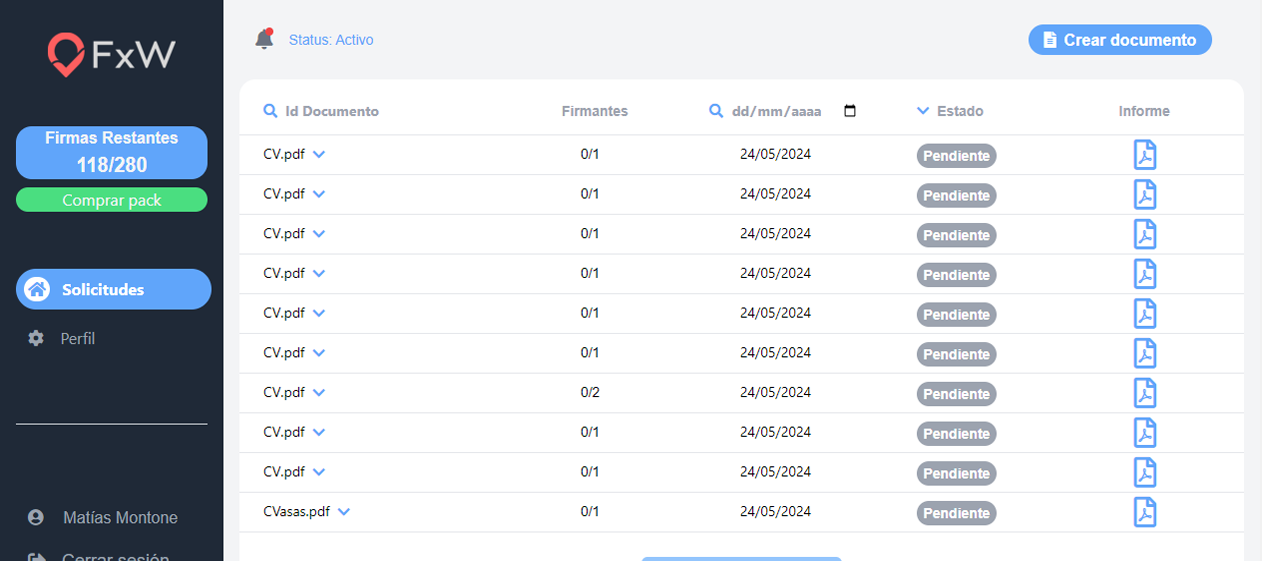 FxW
Status: Activo
Crear documento
Firmas Restantes
118/280
Comprar pack
Solicitudes
Perfil
Matías Montone
Cerrar sesión
Id Documento Firmantes dd/mm/aaaa Estado Informe
CV.pdf 0/1 24/05/2024 Pendiente
CV.pdf 0/1 24/05/2024 Pendiente
CV.pdf 0/1 24/05/2024 Pendiente
CV.pdf 0/1 24/05/2024 Pendiente
CV.pdf 0/1 24/05/2024 Pendiente
CV.pdf 0/1 24/05/2024 Pendiente
CV.pdf 0/2 24/05/2024 Pendiente
CV.pdf 0/1 24/05/2024 Pendiente
CV.pdf 0/1 24/05/2024 Pendiente
CVasas.pdf 0/1 24/05/2024 Pendiente